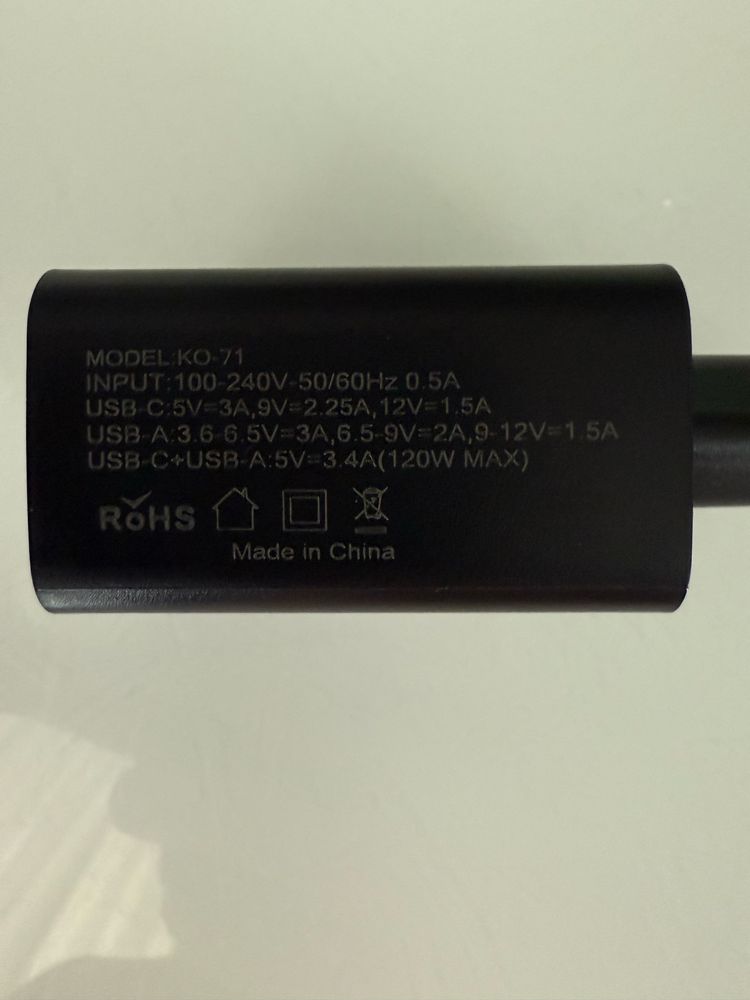 MODEL:KO-71
INPUT:100-240V-50/60Hz 0.5A
USB-C:5V=3A,9V=2.25A,12V=1.5A
USB-A:3.6-6.5V=3A,6.5-9V=2A,9-12V=1.5A
USB-C+USB-A:5V=3.4A(120W MAX)
RoHS
Made in China